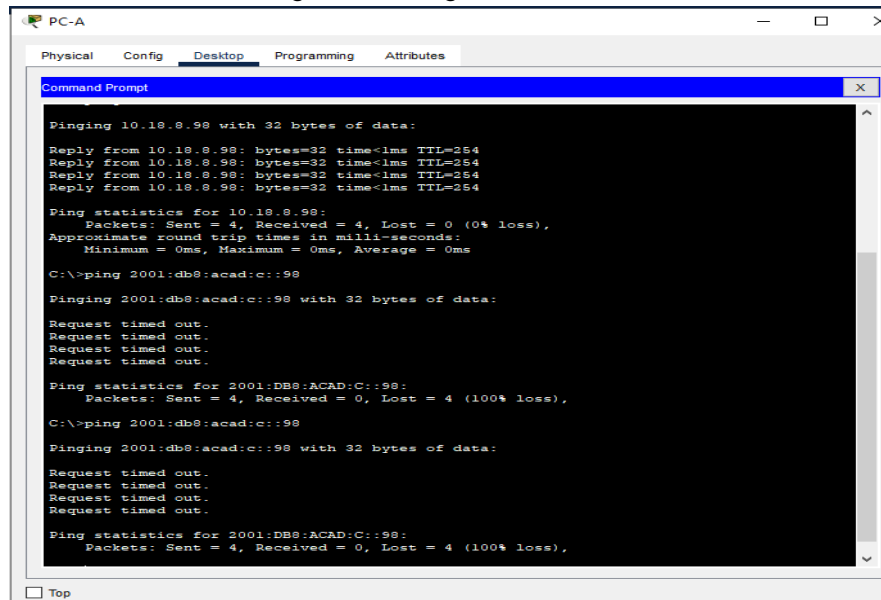 PC-A
Physical Config Desktop Programming Attributes
Command Prompt
X
Pinging 10.18.8.98 with 32 bytes of data:
Reply from 10.18.8.98: bytes=32 time<1ms TTL=254
Reply from 10.18.8.98: bytes=32 time<1ms TTL=254
Reply from 10.18.8.98: bytes=32 time<1ms TTL=254
Reply from 10.18.8.98: bytes=32 time<1ms TTL=254
Ping statistics for 10.18.8.98:
Packets: Sent = 4, Received = 4, Lost = 0 (0% loss),
Approximate round trip times in milli-seconds:
Minimum = 0ms, Maximum = 0ms, Average = 0ms
C:\>ping 2001:db8:acad:c::98
Pinging 2001:db8:acad:c::98 with 32 bytes of data:
Request timed out.
Request timed out.
Request timed out.
Request timed out.
Ping statistics for 2001:DB8:ACAD:C::98:
Packets: Sent = 4, Received = 0, Lost = 4 (100% loss),
C:\>ping 2001:db8:acad:c::98
Pinging 2001:db8:acad:c::98 with 32 bytes of data:
Request timed out.
Request timed out.
Request timed out.
Request timed out.
Ping statistics for 2001:DB8:ACAD:C::98:
Packets: Sent = 4, Received = 0, Lost = 4 (100% loss),
Top